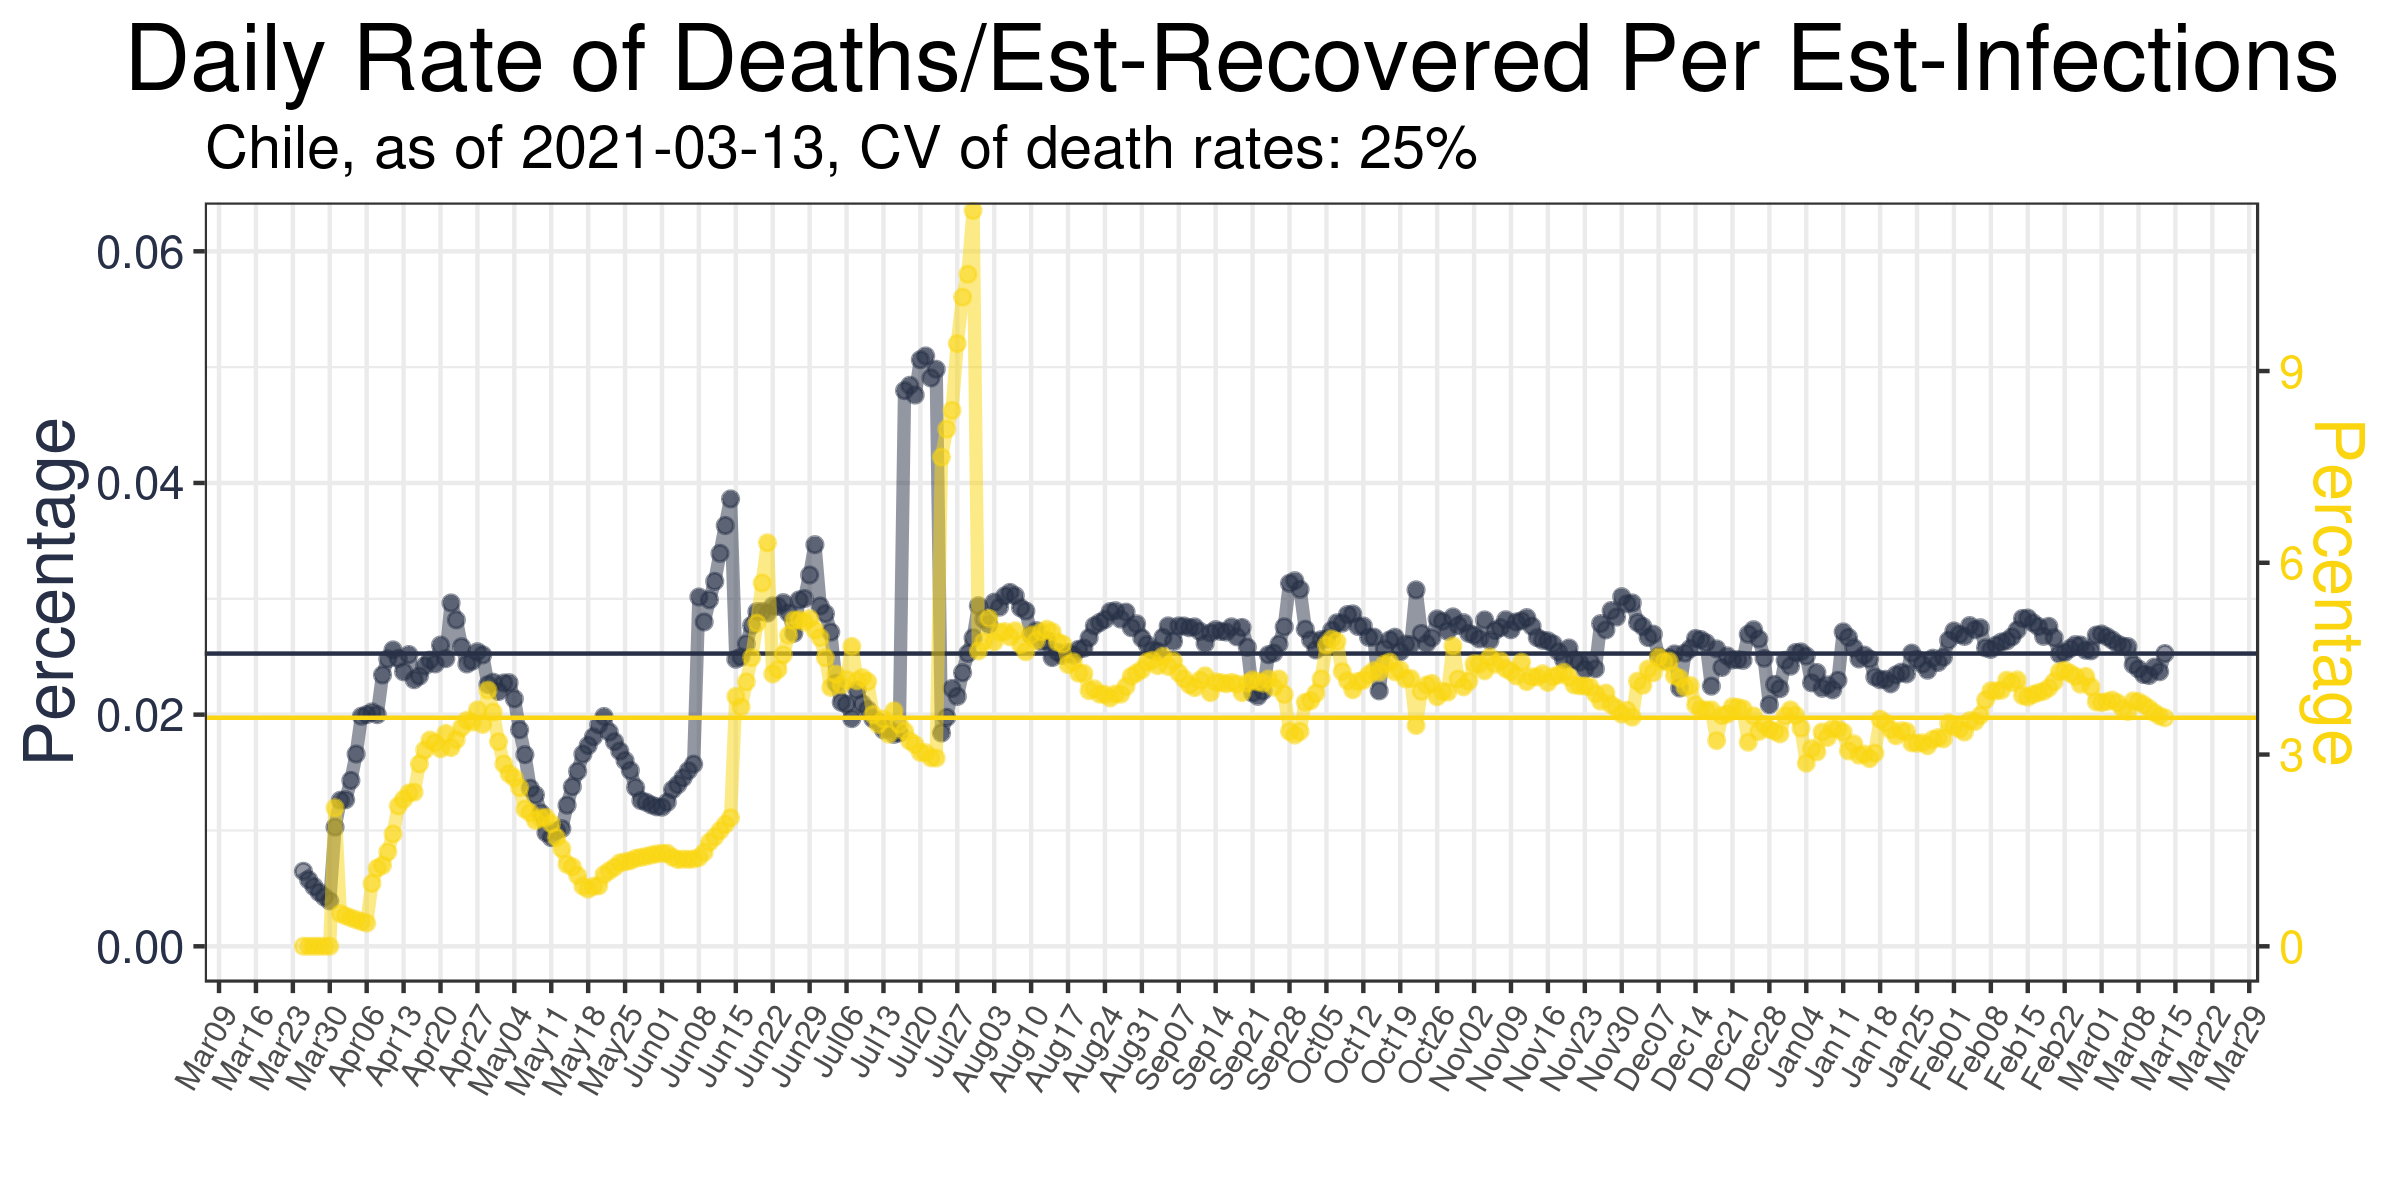 Daily Rate of Deaths/Est-Recovered Per Est-Infections
Chile, as of 2021-03-13, CV of death rates: 25%
Percentage
0.06
0.04
0.02
0.00
9
6
3
0
Percentage
Mar09
Mar16
Mar23
Mar30
Apr06
Apr13
Apr20
Apr27
May04
May11
May18
May25
Jun01
Jun08
Jun15
Jun22
Jun29
Jul06
Jul13
Jul20
Jul27
Aug03
Aug10
Aug17
Aug24
Aug31
Sep07
Sep14
Sep21
Sep28
Oct05
Oct12
Oct19
Oct26
Nov02
Nov09
Nov16
Nov23
Nov30
Dec07
Dec14
Dec21
Dec28
Jan04
Jan11
Jan18
Jan25
Feb01
Feb08
Feb15
Feb22
Mar01
Mar08
Mar15
Mar22
Mar29